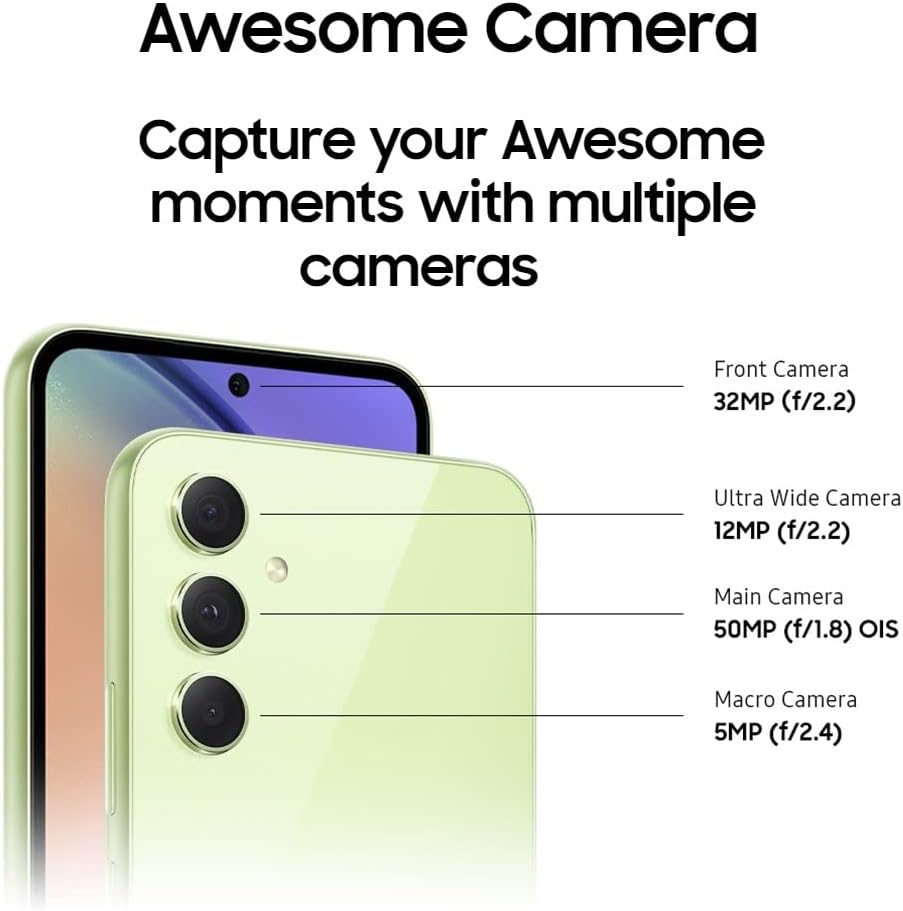 Awesome Camera
Capture your Awesome
moments with multiple
cameras
Front Camera
32MP (f/2.2)
Ultra Wide Camera
12MP (f/2.2)
Main Camera
50MP (f/1.8) OIS
Macro Camera
5MP (f/2.4)